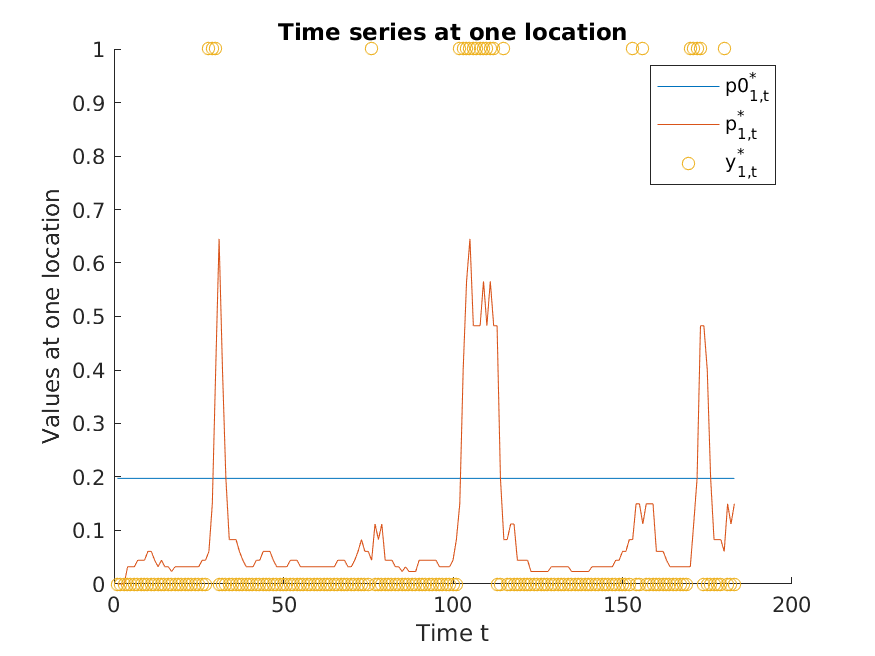 Time series at one location
Values at one location
1
0.9
0.8
0.7
0.6
0.5
0.4
0.3
0.2
0.1
0
0 50 100 150 200
Time t
p0*1,t
p*1,t
y*1,t